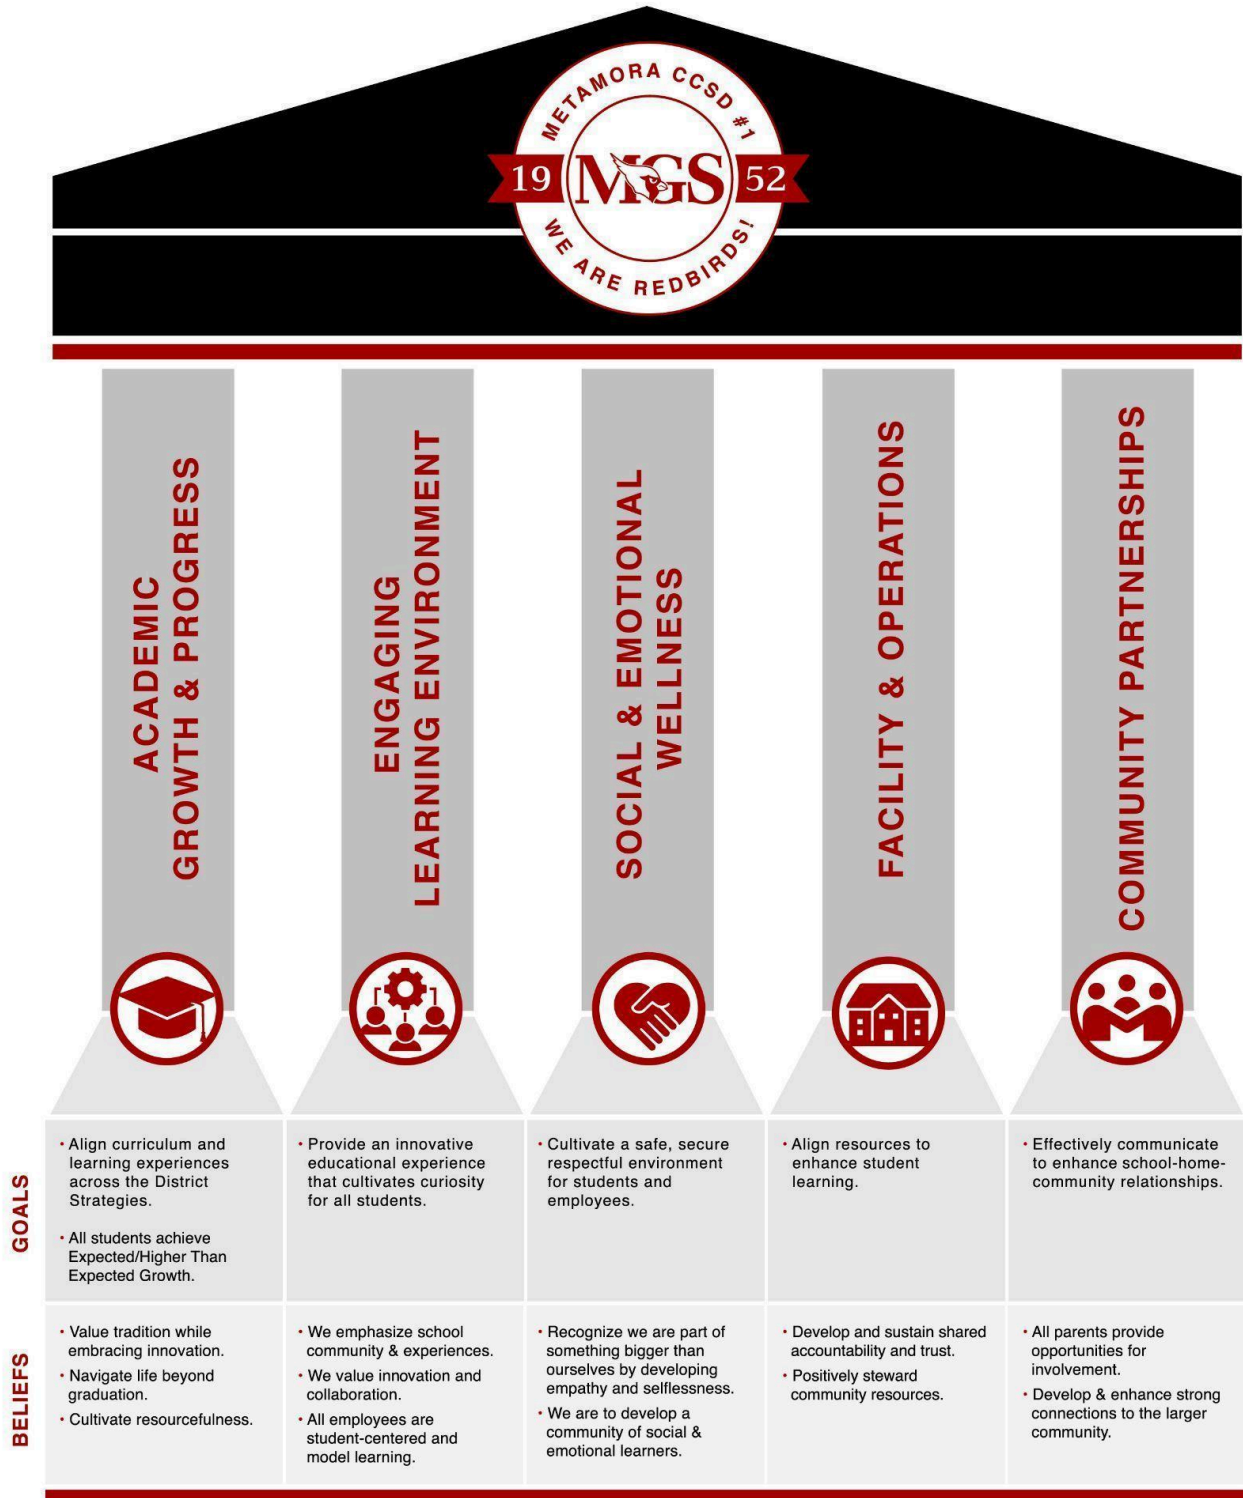 METAMORA CCSD #1
19 MGS 52
WE ARE REDBIRDS!
ACADEMIC
GROWTH & PROGRESS
ENGAGING
LEARNING ENVIRONMENT
SOCIAL & EMOTIONAL
WELLNESS
FACILITY & OPERATIONS
COMMUNITY PARTNERSHIPS
GOALS
• Align curriculum and
learning experiences
across the District
Strategies.
• All students achieve
Expected/Higher Than
Expected Growth.
• Provide an innovative
educational experience
that cultivates curiosity
for all students.
• Cultivate a safe, secure
respectful environment
for students and
employees.
• Align resources to
enhance student
learning.
• Effectively communicate
to enhance school-home-
community relationships.
BELIEFS
• Value tradition while
embracing innovation.
• Navigate life beyond
graduation.
• Cultivate resourcefulness.
• We emphasize school
community & experiences.
• We value innovation and
collaboration.
• All employees are
student-centered and
model learning.
• Recognize we are part of
something bigger than
ourselves by developing
empathy and selflessness.
• We are to develop a
community of social &
emotional learners.
• Develop and sustain shared
accountability and trust.
• Positively steward
community resources.
• All parents provide
opportunities for
involvement.
• Develop & enhance strong
connections to the larger
community.